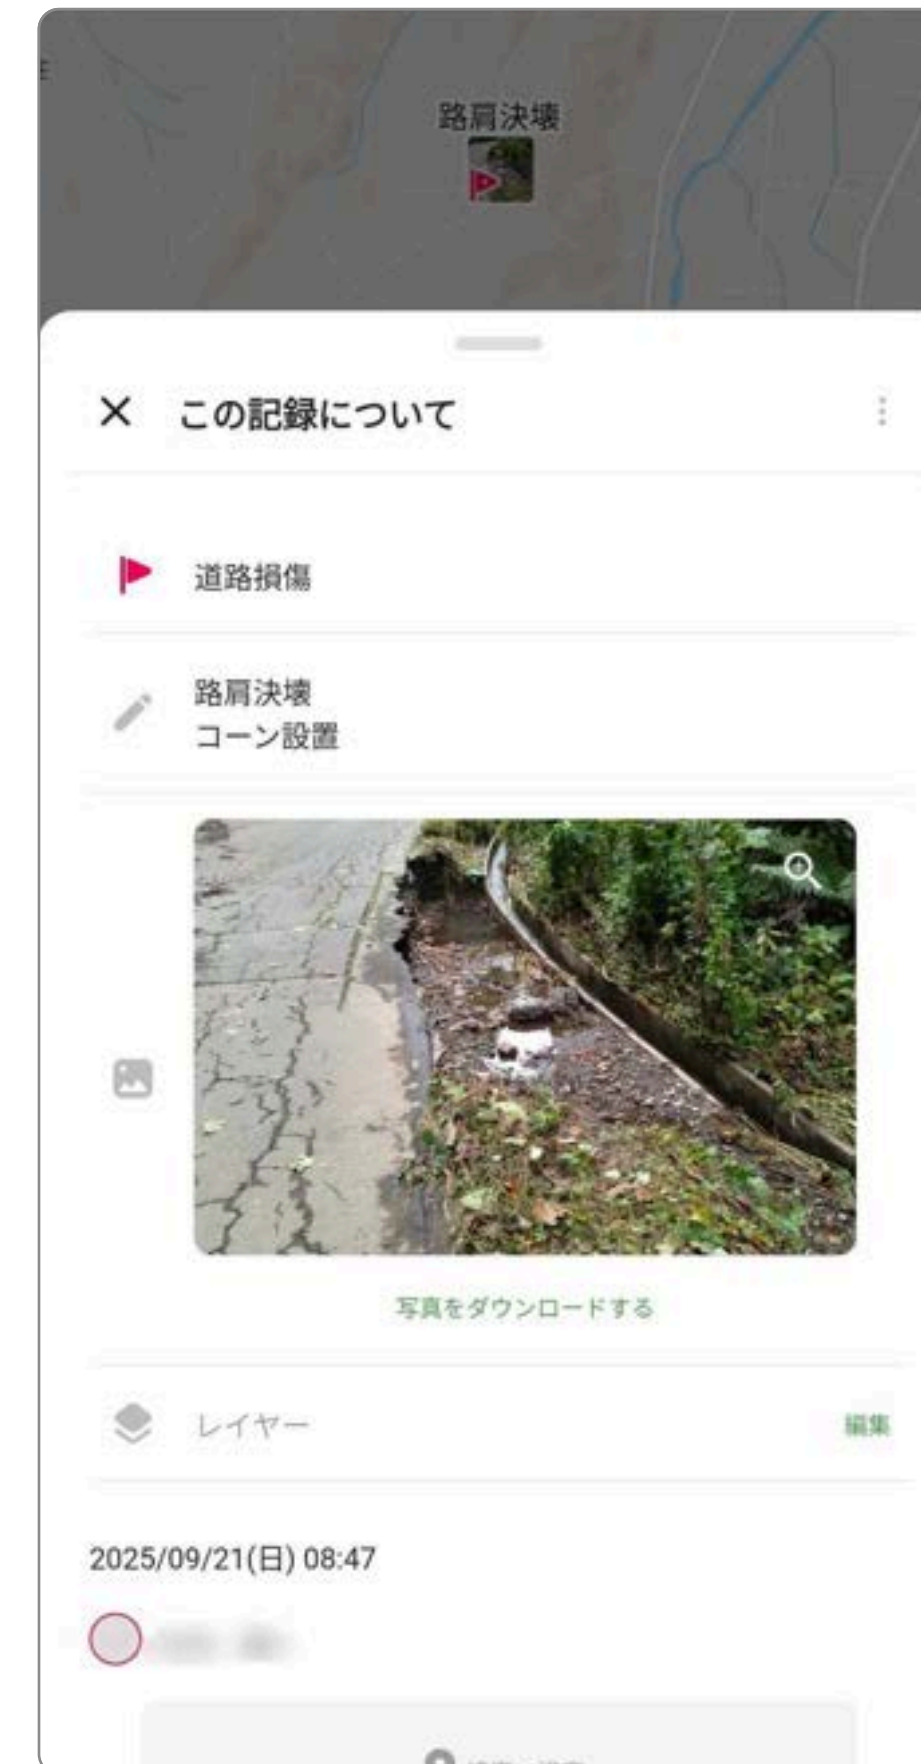 路肩決壊
この記録について
道路損傷
路肩決壊
コーン設置
写真をダウンロードする
レイヤー
編集
2025/09/21(日) 08:47